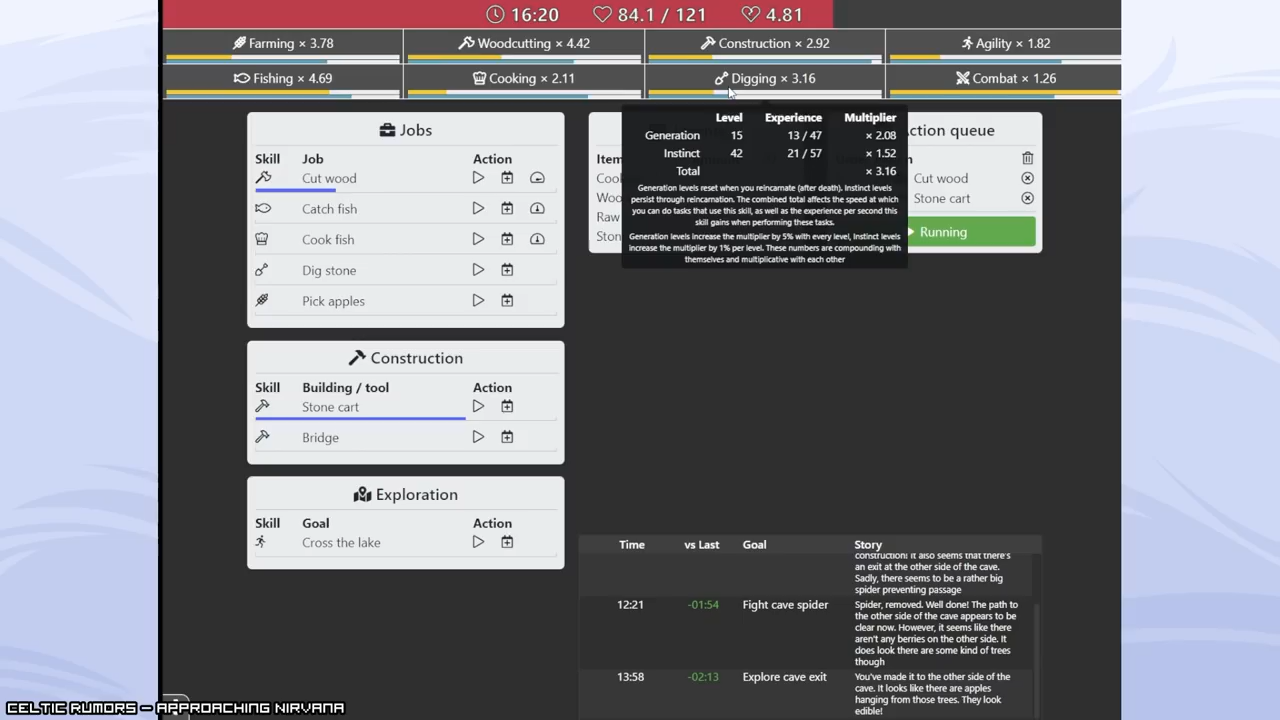 16:20 84.1 / 121 4.81
Farming × 3.78 Woodcutting × 4.42 Construction × 2.92 Agility × 1.82
Fishing × 4.69 Cooking × 2.11 Digging × 3.16 Combat × 1.26
Jobs
Skill Job Action
Cut wood
Catch fish
Cook fish
Dig stone
Pick apples
Construction
Skill Building / tool Action
Stone cart
Bridge
Exploration
Skill Goal Action
Cross the lake
Level Experience Multiplier
Generation 15 13 / 47 × 2.08
Instinct 42 21 / 57 × 1.52
Total × 3.16
Generation levels reset when you reincarnate (after death). Instinct levels
persist through reincarnation. The combined total affects the speed at which
you can do tasks that use this skill, as well as the experience per second this
skill gains when performing these tasks.
Generation levels increase the multiplier by 5% with every level, Instinct levels
increase the multiplier by 1% per level. These numbers are compounding with
themselves and multiplicative with each other
Item
Cook
Woo
Raw
Ston
Action queue
Cut wood
Stone cart
Running
Time vs Last Goal Story
construction! It also seems that there's
an exit at the other side of the cave.
Sadly, there seems to be a rather big
spider preventing passage
12:21 -01:54 Fight cave spider Spider, removed. Well done! The path to
the other side of the cave appears to be
clear now. However, it seems like there
aren't any berries on the other side. It
does look there are some kind of trees
though
13:58 -02:13 Explore cave exit You've made it to the other side of the
cave. It looks like there are apples
hanging from those trees. They look
edible!
CELTIC RUMORS – APPROACHING NIRVANA